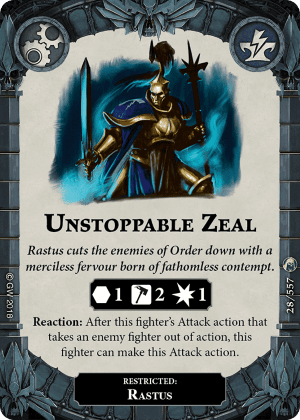 UNSTOPPABLE ZEAL
Rastus cuts the enemies of Order down with a
merciless fervour born of fathomless contempt.
1 2 1
Reaction: After this fighter's Attack action that
takes an enemy fighter out of action, this
fighter can make this Attack action.
RESTRICTED:
RASTUS
© GW 2018
28/557